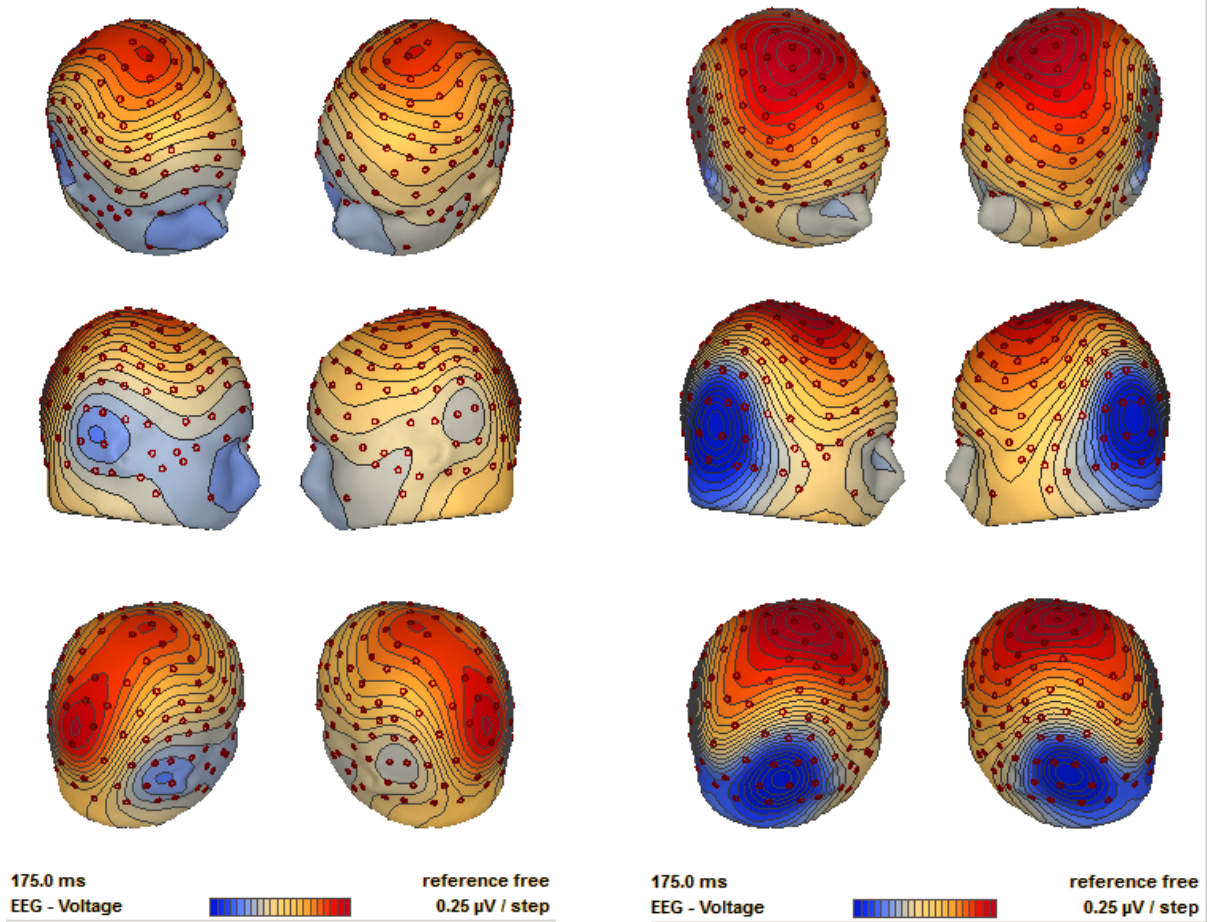 175.0 ms
reference free
EEG - Voltage
0.25 µV / step
175.0 ms
reference free
EEG - Voltage
0.25 µV / step